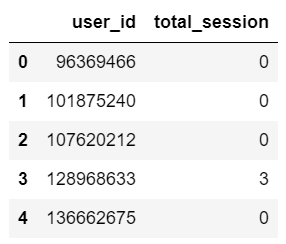 user_id total_session
0 96369466 0
1 101875240 0
2 107620212 0
3 128968633 3
4 136662675 0